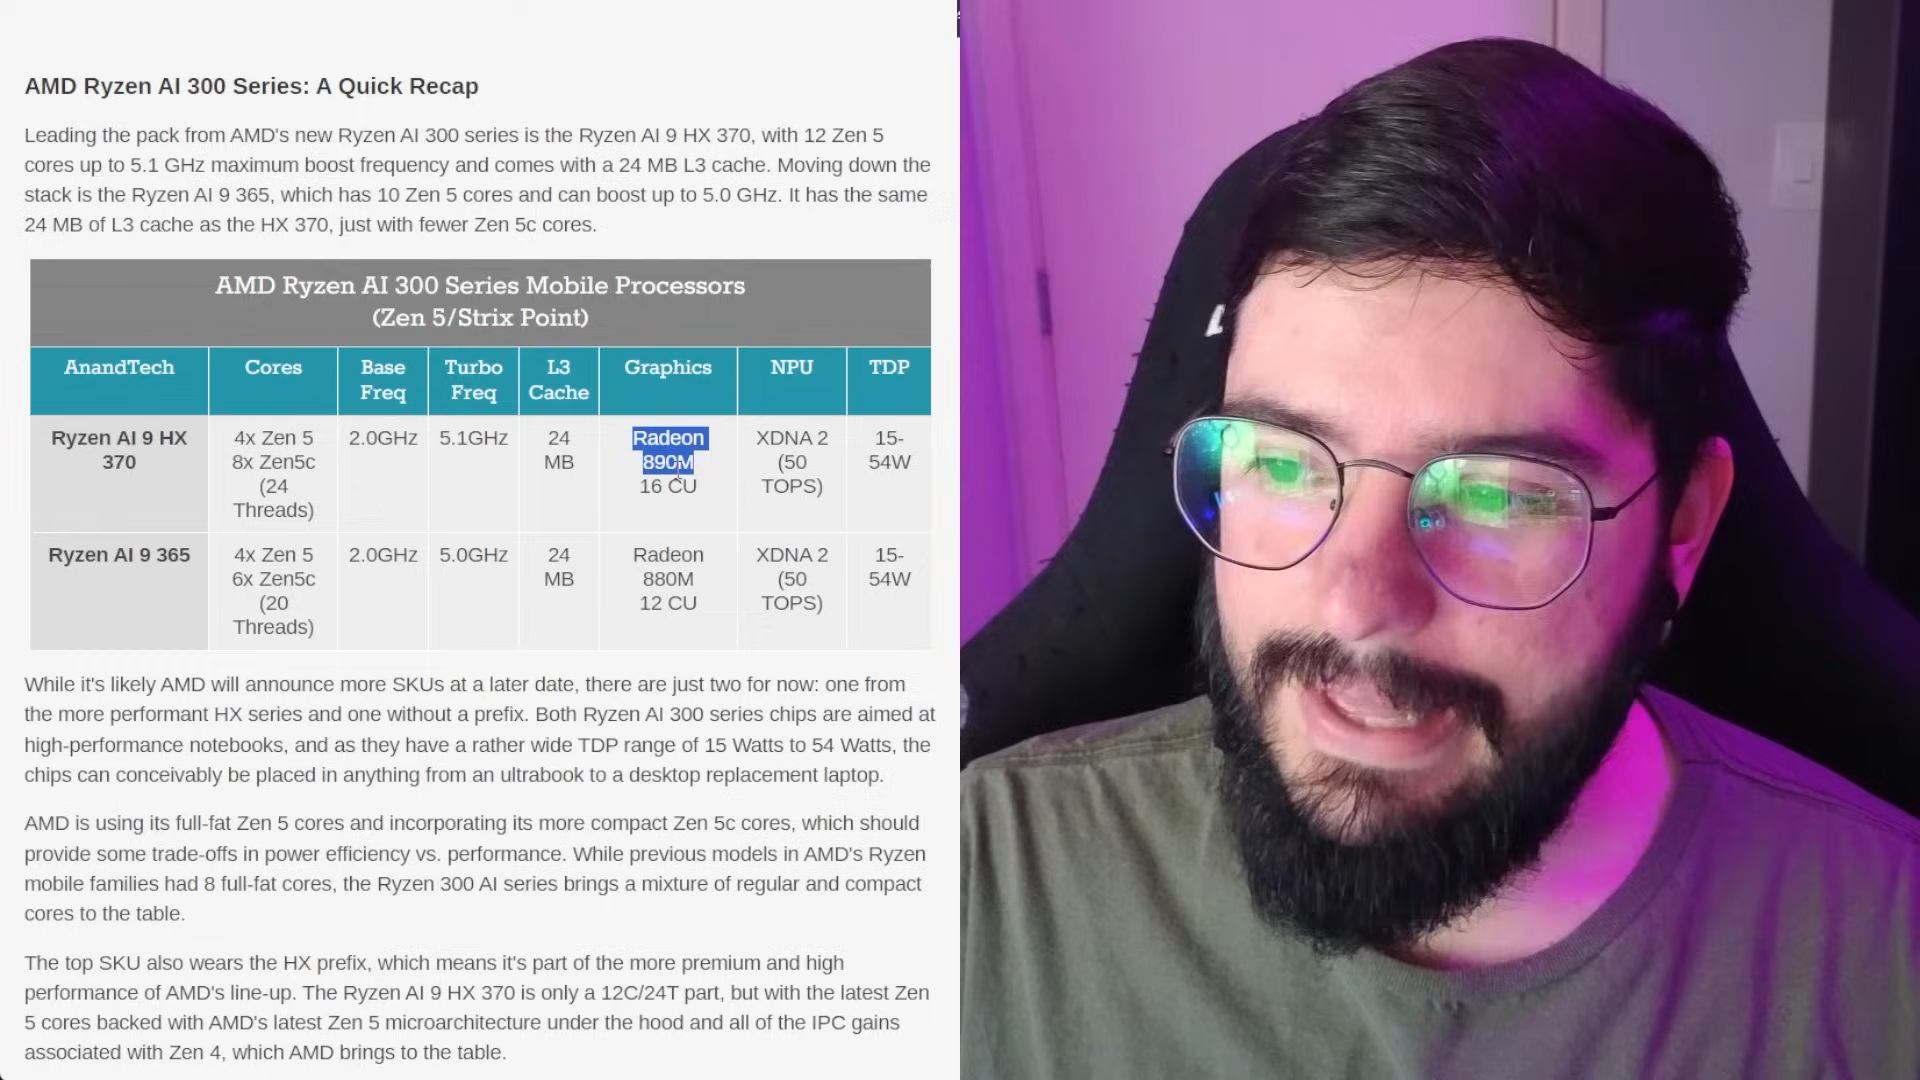 AMD Ryzen AI 300 Series: A Quick Recap
Leading the pack from AMD's new Ryzen AI 300 series is the Ryzen AI 9 HX 370, with 12 Zen 5
cores up to 5.1 GHz maximum boost frequency and comes with a 24 MB L3 cache. Moving down the
stack is the Ryzen AI 9 365, which has 10 Zen 5 cores and can boost up to 5.0 GHz. It has the same
24 MB of L3 cache as the HX 370, just with fewer Zen 5c cores.
AMD Ryzen AI 300 Series Mobile Processors
(Zen 5/Strix Point)
AnandTech Cores Base Freq Turbo Freq L3 Cache Graphics NPU TDP
Ryzen AI 9 HX 370 4x Zen 5 8x Zen5c (24 Threads) 2.0GHz 5.1GHz 24 MB Radeon 890M 16 CU XDNA 2 (50 TOPS) 15-54W
Ryzen AI 9 365 4x Zen 5 6x Zen5c (20 Threads) 2.0GHz 5.0GHz 24 MB Radeon 880M 12 CU XDNA 2 (50 TOPS) 15-54W
While it's likely AMD will announce more SKUs at a later date, there are just two for now: one from
the more performant HX series and one without a prefix. Both Ryzen AI 300 series chips are aimed at
high-performance notebooks, and as they have a rather wide TDP range of 15 Watts to 54 Watts, the
chips can conceivably be placed in anything from an ultrabook to a desktop replacement laptop.
AMD is using its full-fat Zen 5 cores and incorporating its more compact Zen 5c cores, which should
provide some trade-offs in power efficiency vs. performance. While previous models in AMD's Ryzen
mobile families had 8 full-fat cores, the Ryzen 300 AI series brings a mixture of regular and compact
cores to the table.
The top SKU also wears the HX prefix, which means it's part of the more premium and high
performance of AMD's line-up. The Ryzen AI 9 HX 370 is only a 12C/24T part, but with the latest Zen
5 cores backed with AMD's latest Zen 5 microarchitecture under the hood and all of the IPC gains
associated with Zen 4, which AMD brings to the table.